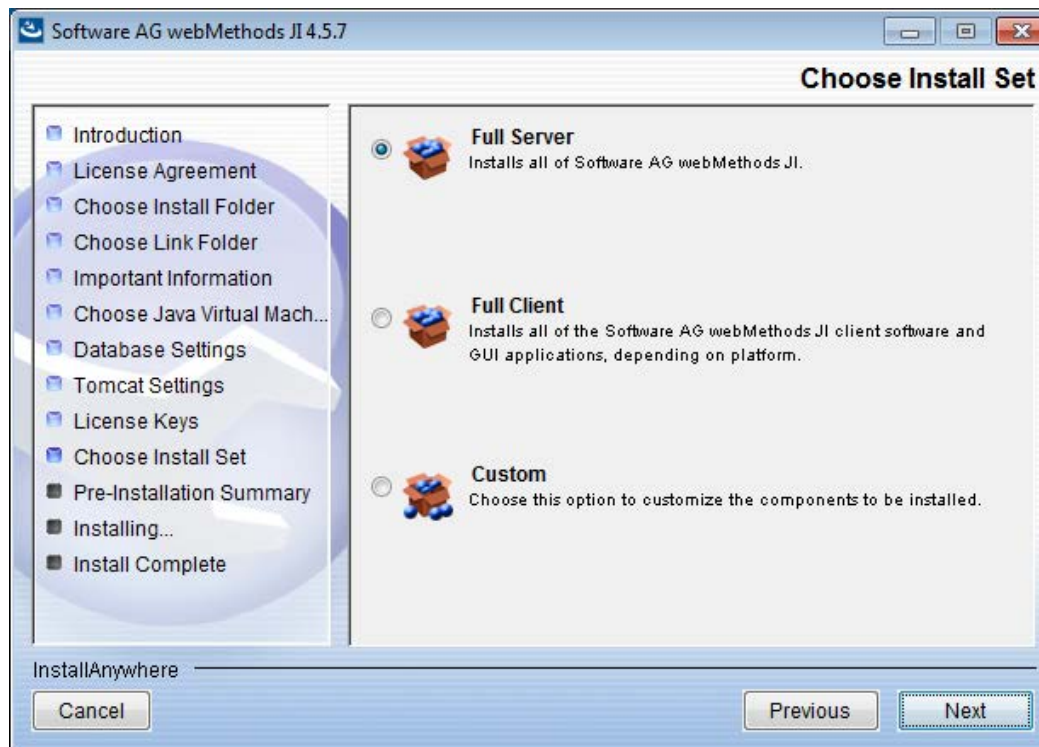 Software AG webMethods JI 4.5.7
Choose Install Set
Introduction
License Agreement
Choose Install Folder
Choose Link Folder
Important Information
Choose Java Virtual Mach...
Database Settings
Tomcat Settings
License Keys
Choose Install Set
Pre-Installation Summary
Installing...
Install Complete
Full Server
Installs all of Software AG webMethods JI.
Full Client
Installs all of the Software AG webMethods JI client software and
GUI applications, depending on platform.
Custom
Choose this option to customize the components to be installed.
InstallAnywhere
Cancel
Previous
Next